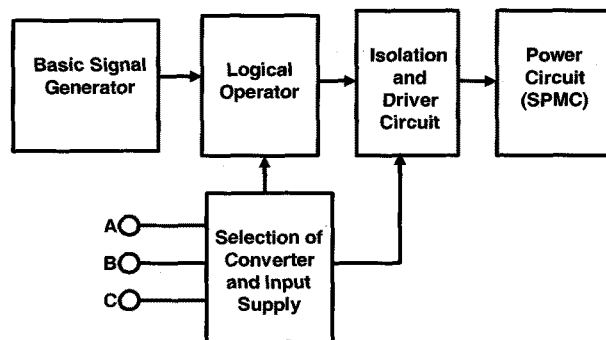 Basic Signal
Generator
Logical
Operator
Isolation
and
Driver
Circuit
Power
Circuit
(SPMC)
A
B
C
Selection of
Converter
and Input
Supply